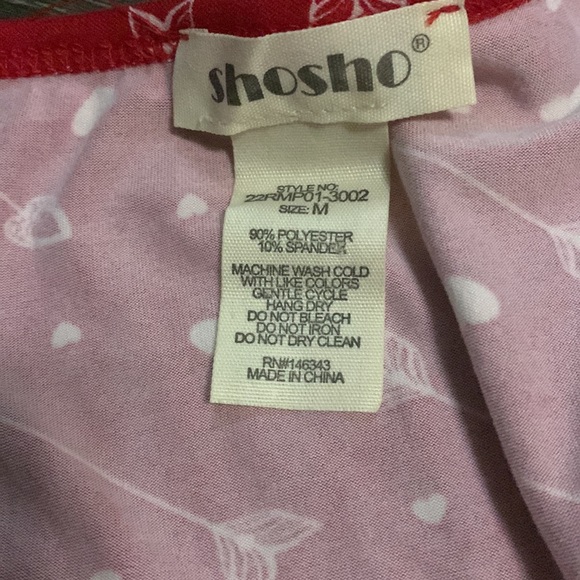 Shosho®
STYLE NO:
22RMP01-3002
SIZE: M
90% POLYESTER
10% SPANDEX
MACHINE WASH COLD
WITH LIKE COLORS
GENTLE CYCLE
HANG DRY
DO NOT BLEACH
DO NOT IRON
DO NOT DRY CLEAN
RN#146343
MADE IN CHINA